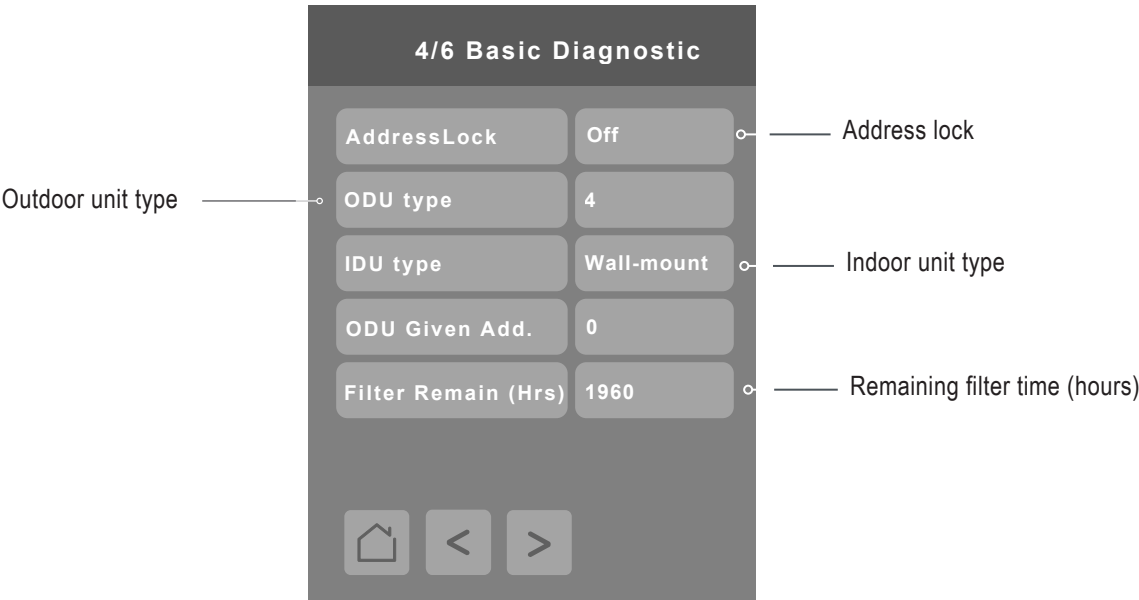 4/6 Basic Diagnostic
AddressLock Off
Address lock
Outdoor unit type
ODU type 4
IDU type Wall-mount
Indoor unit type
ODU Given Add. 0
Filter Remain (Hrs) 1960
Remaining filter time (hours)
< >